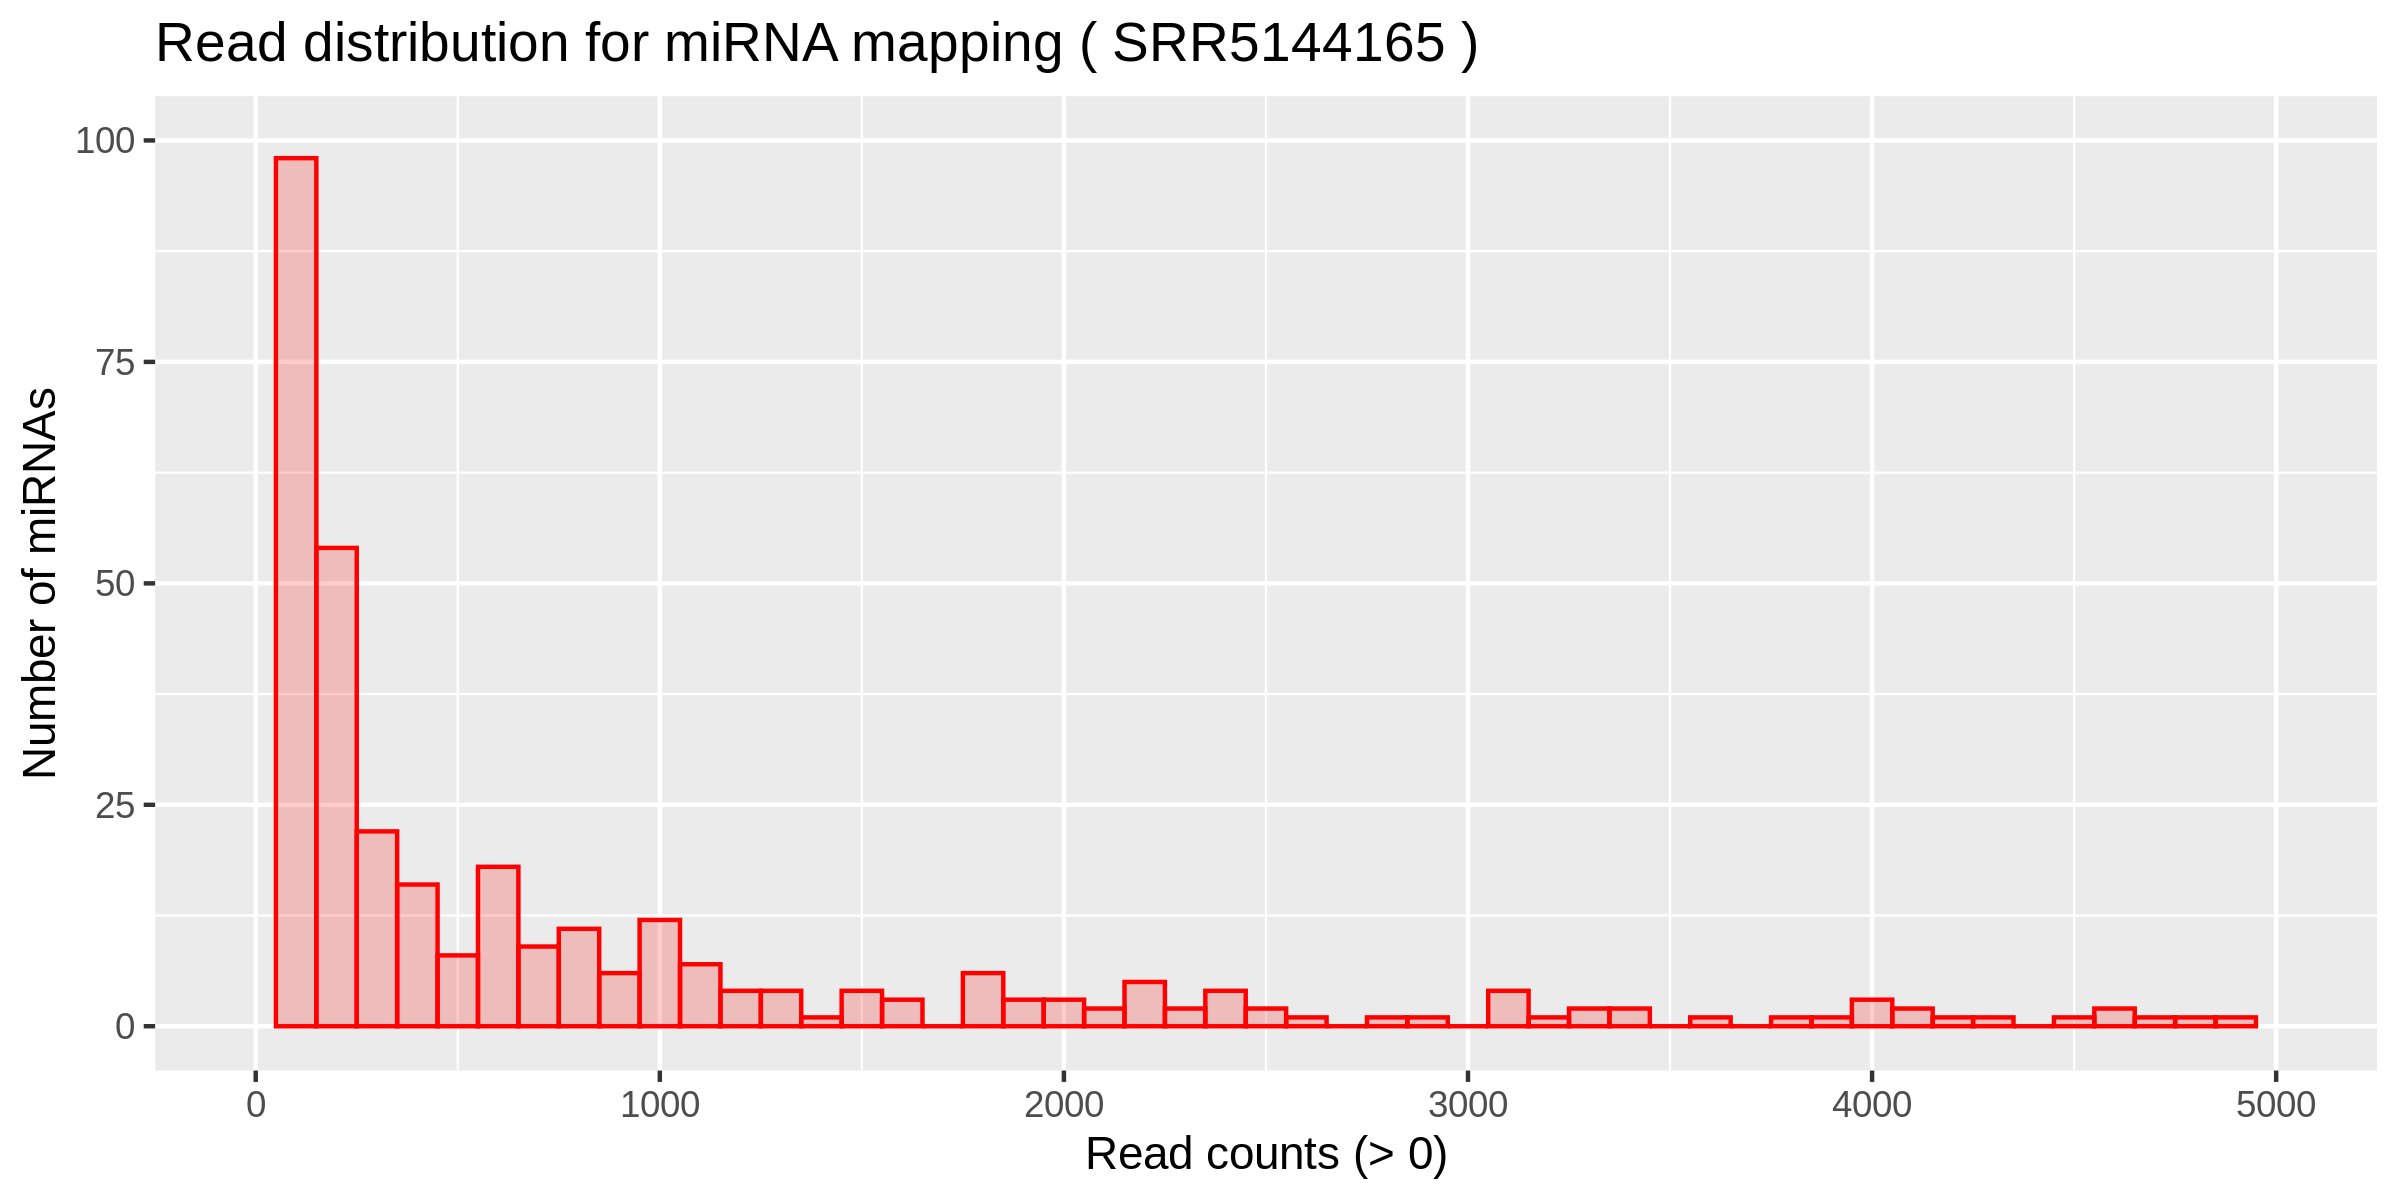 Read distribution for miRNA mapping ( SRR5144165 )
100
75
50
25
0
Number of miRNAs
0 1000 2000 3000 4000 5000
Read counts (> 0)